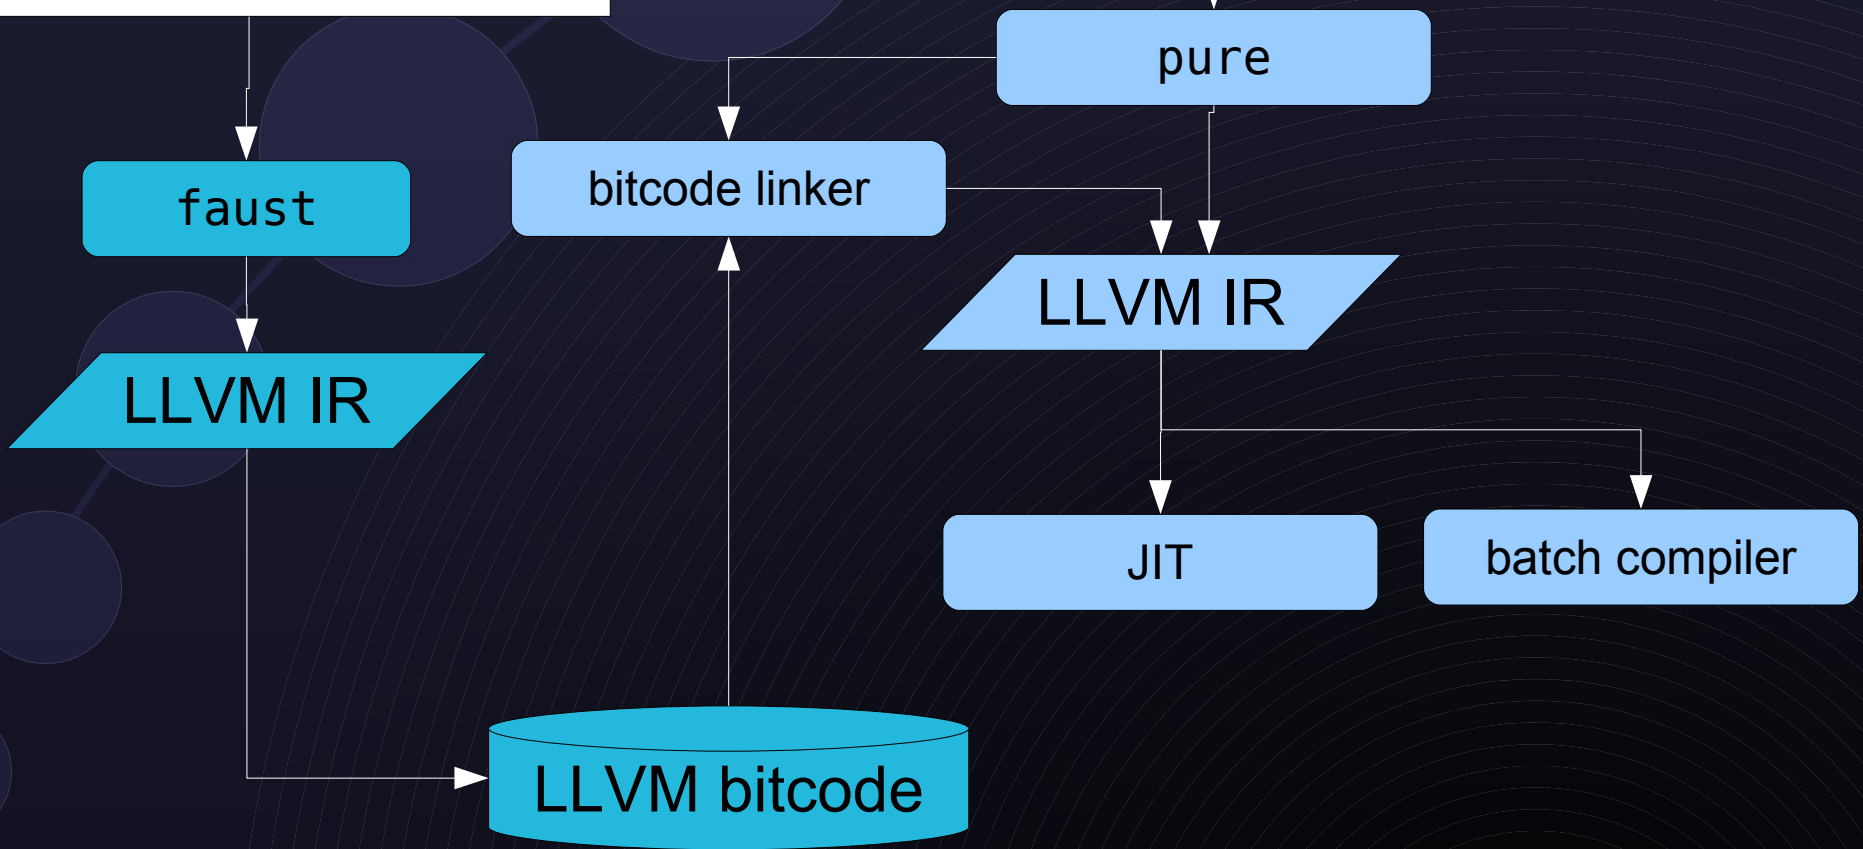 pure
bitcode linker
faust
LLVM IR
LLVM IR
JIT
batch compiler
LLVM bitcode